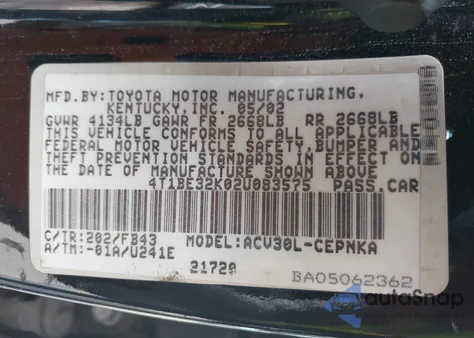 MFD.BY:TOYOTA MOTOR MANUFACTURING,
KENTUCKY,INC. 05/02
GVWR 4134LB GAWR FR 2668LB RR 2668LB
THIS VEHICLE CONFORMS TO ALL APPLICABLE
FEDERAL MOTOR VEHICLE SAFETY,BUMPER AND
THEFT PREVENTION STANDARDS IN EFFECT ON
THE DATE OF MANUFACTURE SHOWN ABOVE
4T1BE32K02U083575 PASS.CAR
C/TR:202/FB43 MODEL:ACV30L-CEPNKA
A/TM:-01A/U241E
21720
BA05062362
autoSnap